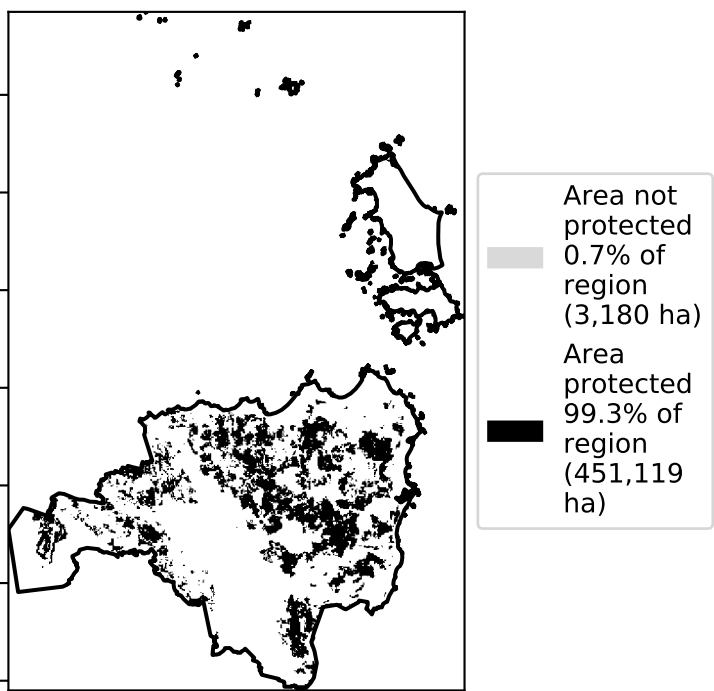 Area not
protected
0.7% of
region
(3,180 ha)
Area
protected
99.3% of
region
(451,119
ha)